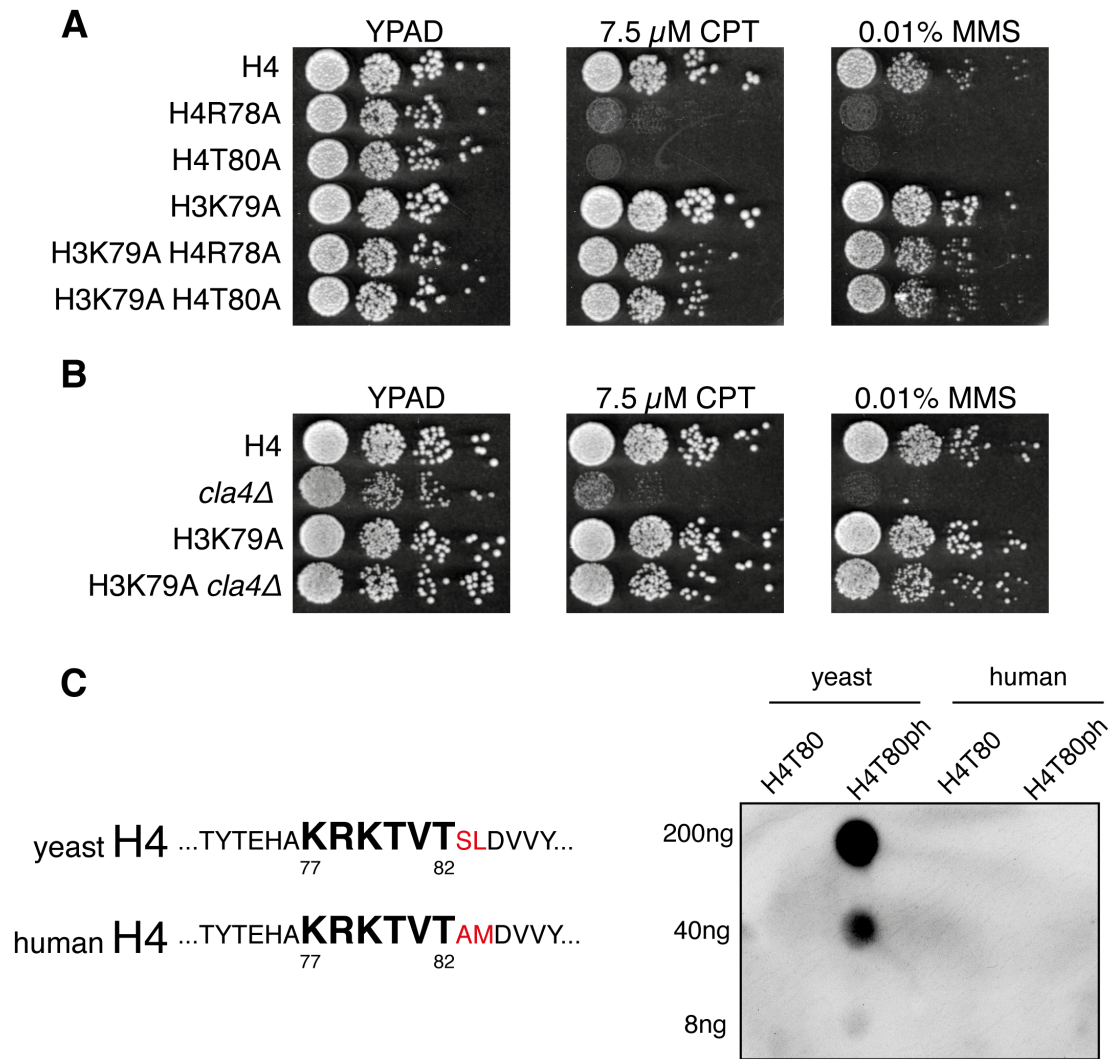 A
YPAD 7.5 µM CPT 0.01% MMS
H4
H4R78A
H4T80A
H3K79A
H3K79A H4R78A
H3K79A H4T80A
B
YPAD 7.5 µM CPT 0.01% MMS
H4
cla4Δ
H3K79A
H3K79A cla4Δ
C
yeast human
H4T80 H4T80ph H4T80 H4T80ph
yeast H4 ...TYTEHAKRKTVTSLDVVY...
77 82
human H4 ...TYTEHAKRKTVTAMDVVY...
77 82
200ng
40ng
8ng